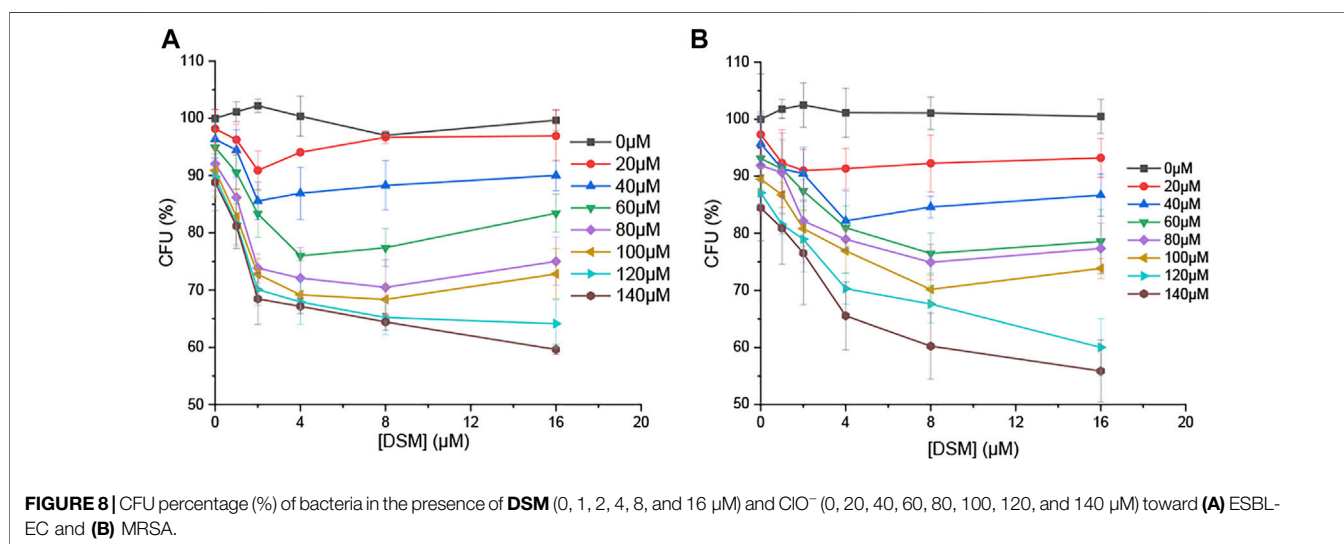 A
110
100
90
80
70
60
50
CFU (%)
0 4 8 12 16 20
[DSM] (µM)
0µM
20µM
40µM
60µM
80µM
100µM
120µM
140µM
B
110
100
90
80
70
60
50
CFU (%)
0 4 8 12 16 20
[DSM] (µM)
0µM
20µM
40µM
60µM
80µM
100µM
120µM
140µM
FIGURE 8 | CFU percentage (%) of bacteria in the presence of DSM (0, 1, 2, 4, 8, and 16 µM) and ClO⁻ (0, 20, 40, 60, 80, 100, 120, and 140 µM) toward (A) ESBL-
EC and (B) MRSA.